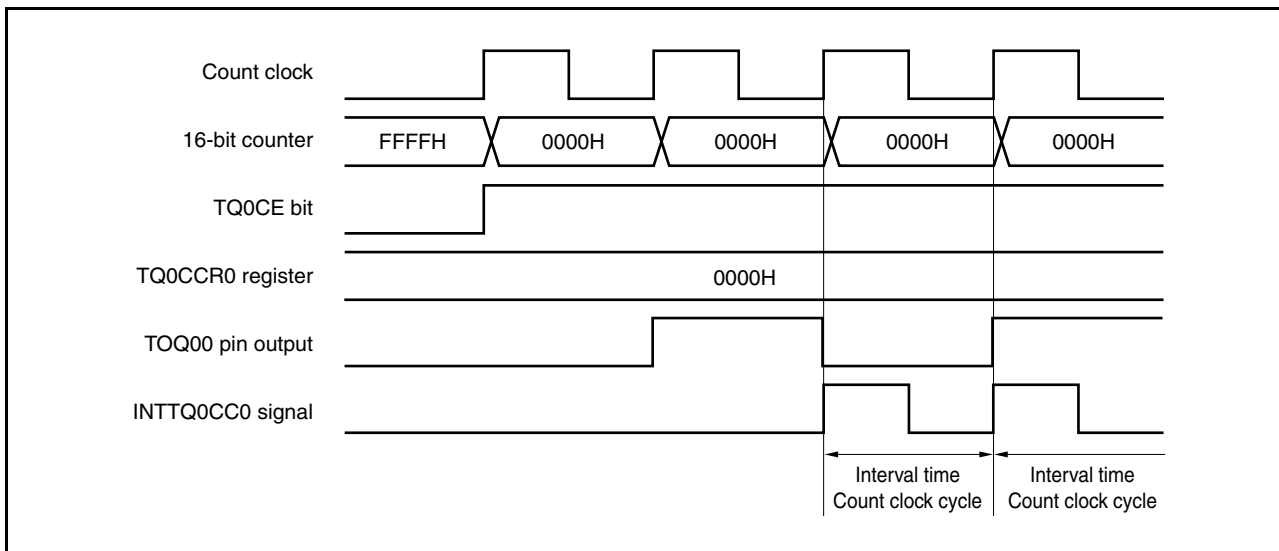 Count clock
16-bit counter FFFFH 0000H 0000H 0000H 0000H
TQ0CE bit
TQ0CCR0 register 0000H
TOQ00 pin output
INTTQ0CC0 signal
Interval time Interval time
Count clock cycle Count clock cycle